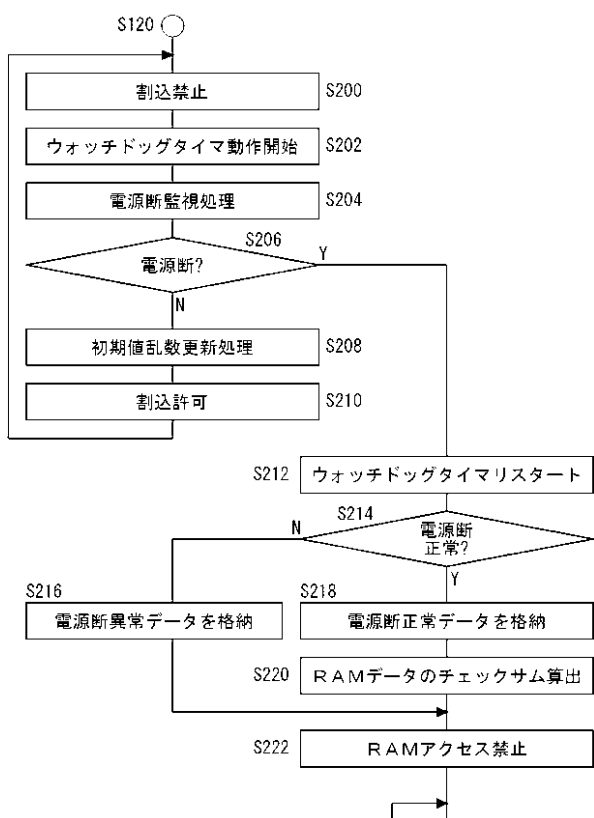 S120
割込禁止 S200
ウォッチドッグタイマ動作開始 S202
電源断監視処理 S204
S206
電源断? Y
N
初期値乱数更新処理 S208
割込許可 S210
S212 ウォッチドッグタイマリスタート
S214
N 電源断
正常?
Y
S216 S218
電源断異常データを格納 電源断正常データを格納
S220 RAMデータのチェックサム算出
S222 RAMアクセス禁止